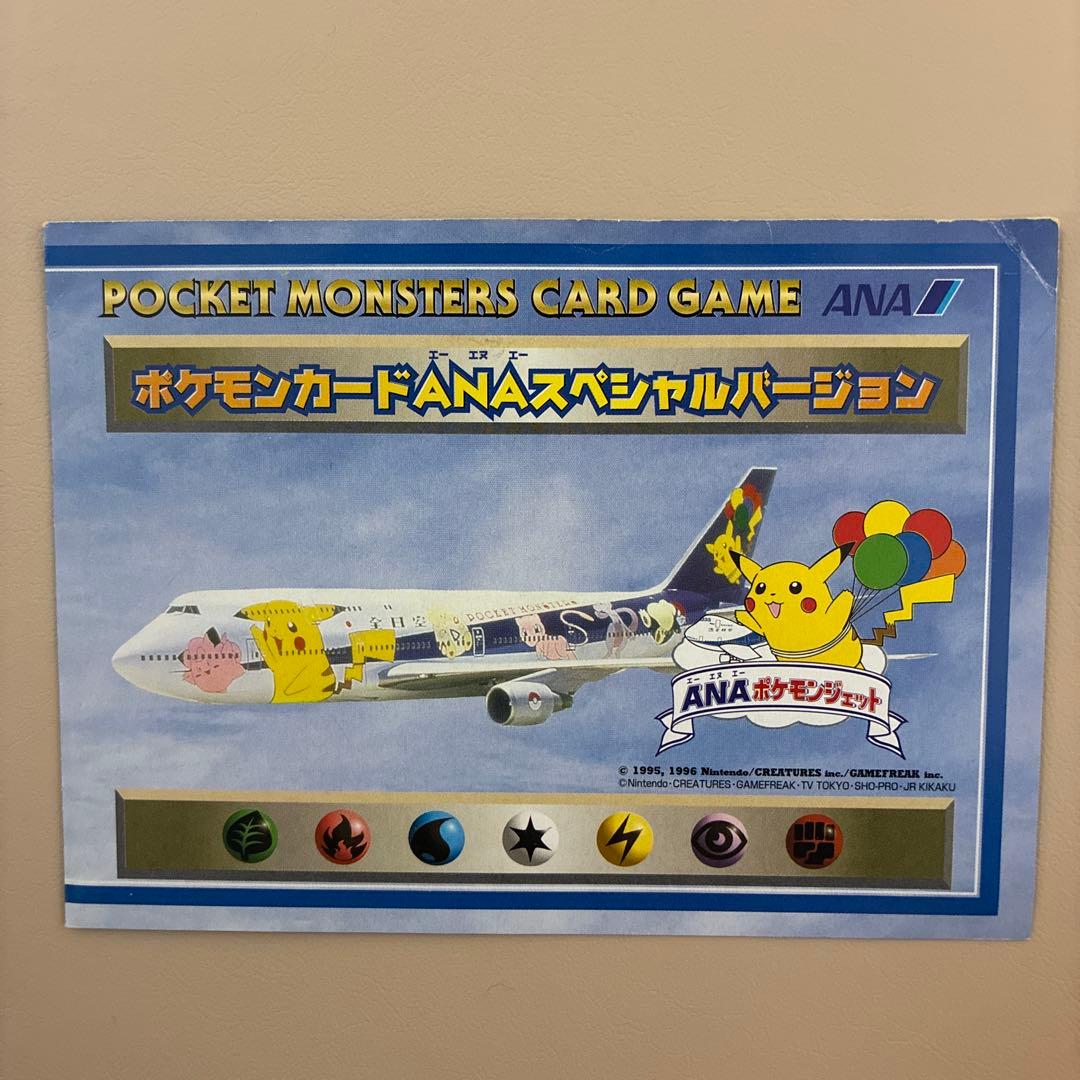 POCKET MONSTERS CARD GAME ANA
エー エヌ エー
ポケモンカードANAスペシャルバージョン
全日空
POCKET MONSTERS
エー エヌ エー
ANAポケモンジェット
© 1995, 1996 Nintendo/CREATURES inc./GAMEFREAK inc.
©Nintendo・CREATURES・GAMEFREAK・TV TOKYO・SHO-PRO・JR KIKAKU